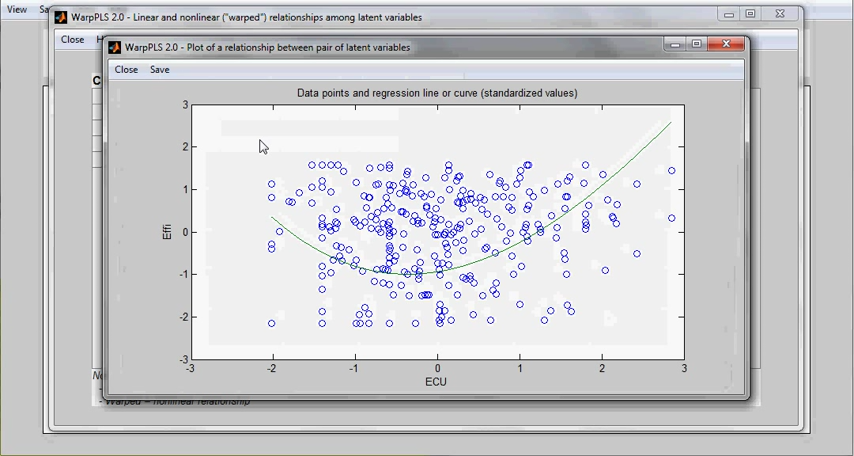 View Sa
WarpPLS 2.0 - Linear and nonlinear ("warped") relationships among latent variables
Close H
WarpPLS 2.0 - Plot of a relationship between pair of latent variables
Close Save
C
Data points and regression line or curve (standardized values)
3
2
1
0
-1
-2
-3
Effi
-3 -2 -1 0 1 2 3
ECU
Ne
- Warped = nonlinear relationship